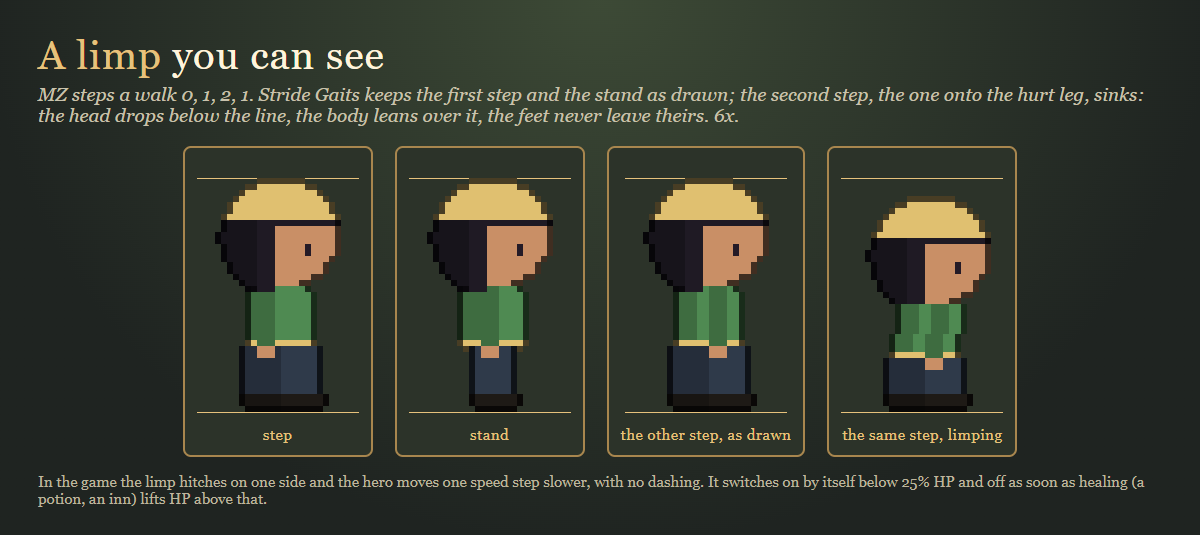 A limp you can see
MZ steps a walk 0, 1, 2, 1. Stride Gaits keeps the first step and the stand as drawn; the second step, the one onto the hurt leg, sinks:
the head drops below the line, the body leans over it, the feet never leave theirs. 6x.
step
stand
the other step, as drawn
the same step, limping
In the game the limp hitches on one side and the hero moves one speed step slower, with no dashing. It switches on by itself below 25% HP and off as soon as healing (a
potion, an inn) lifts HP above that.